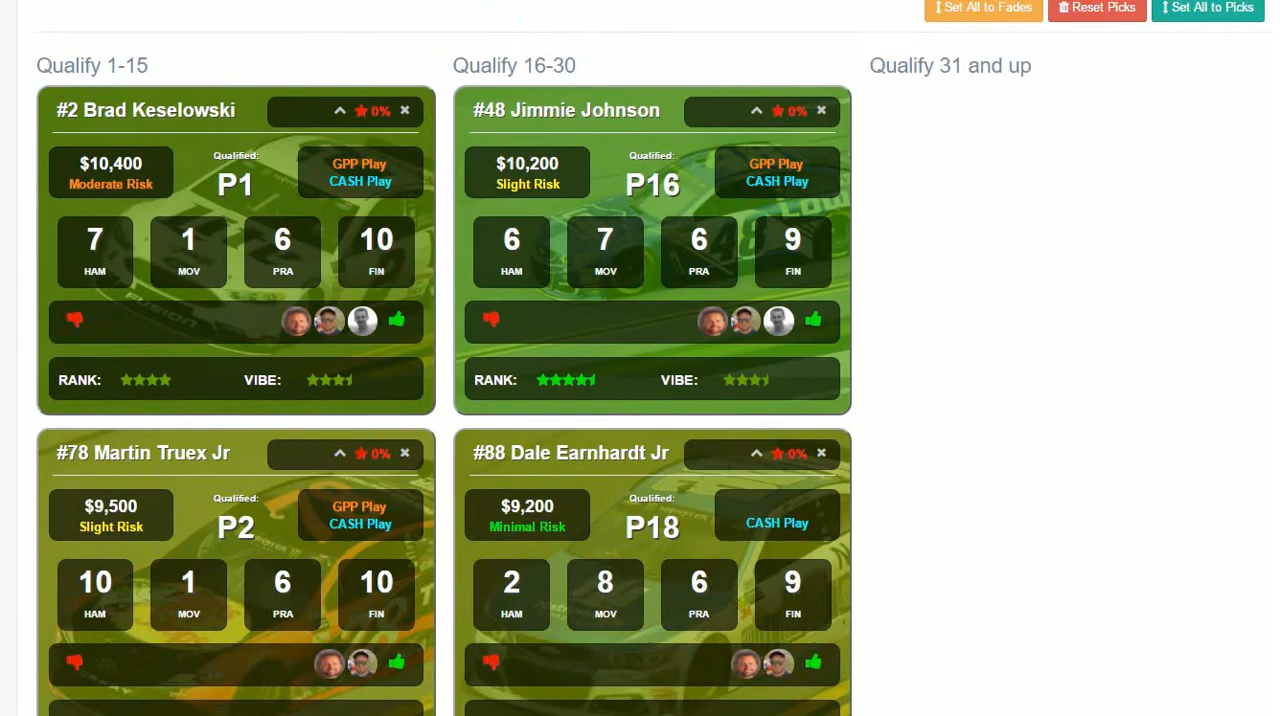 Set All to Fades
Reset Picks
Set All to Picks
Qualify 1-15
Qualify 16-30
Qualify 31 and up
#2 Brad Keselowski
0%
$10,400
Moderate Risk
Qualified:
P1
GPP Play
CASH Play
7
HAM
1
MOV
6
PRA
10
FIN
RANK:
VIBE:
#48 Jimmie Johnson
0%
$10,200
Slight Risk
Qualified:
P16
GPP Play
CASH Play
6
HAM
7
MOV
6
PRA
9
FIN
RANK:
VIBE:
#78 Martin Truex Jr
0%
$9,500
Slight Risk
Qualified:
P2
GPP Play
CASH Play
10
HAM
1
MOV
6
PRA
10
FIN
#88 Dale Earnhardt Jr
0%
$9,200
Minimal Risk
Qualified:
P18
CASH Play
2
HAM
8
MOV
6
PRA
9
FIN